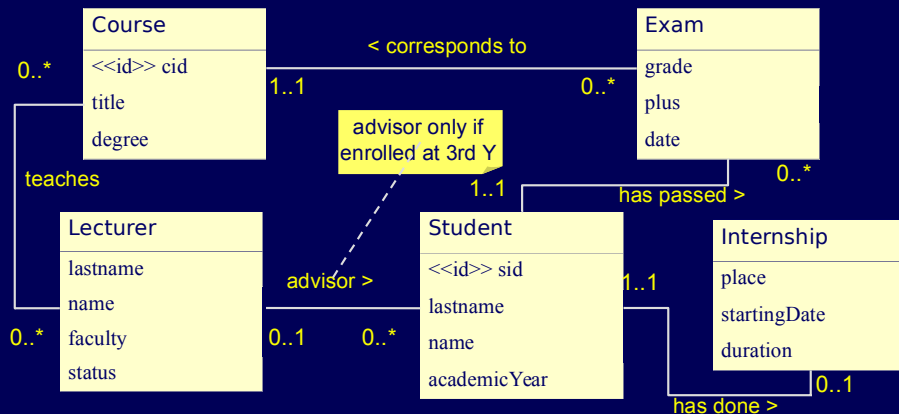 Course
<<id>> cid
title
degree
0..*
< corresponds to
1..1
0..*
Exam
grade
plus
date
advisor only if
enrolled at 3rd Y
teaches
1..1
has passed >
0..*
Lecturer
lastname
name
faculty
status
0..*
advisor >
0..1
0..*
Student
<<id>> sid
lastname
name
academicYear
1..1
Internship
place
startingDate
duration
0..1
has done >